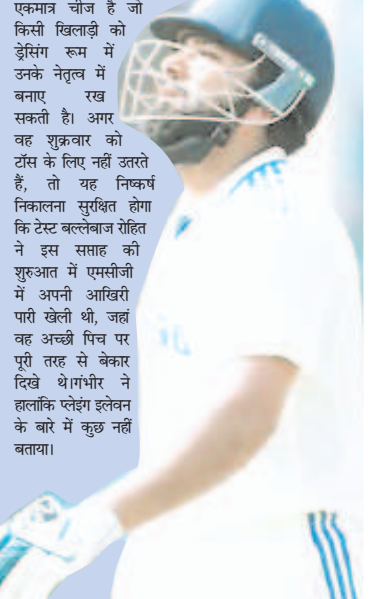 एकमात्र चीज है जो
किसी खिलाड़ी को
ड्रेसिंग रूम में
उनके नेतृत्व में
बनाए रख
सकती है। अगर
वह शुक्रवार को
टॉस के लिए नहीं उतरते
हैं, तो यह निष्कर्ष
निकालना सुरक्षित होगा
कि टेस्ट बल्लेबाज रोहित
ने इस सप्ताह की
शुरुआत में एमसीजी
में अपनी आखिरी
पारी खेली थी, जहां
वह अच्छी पिच पर
पूरी तरह से बेकार
दिखे थे।गंभीर ने
हालांकि प्लेइंग इलेवन
के बारे में कुछ नहीं
बताया।